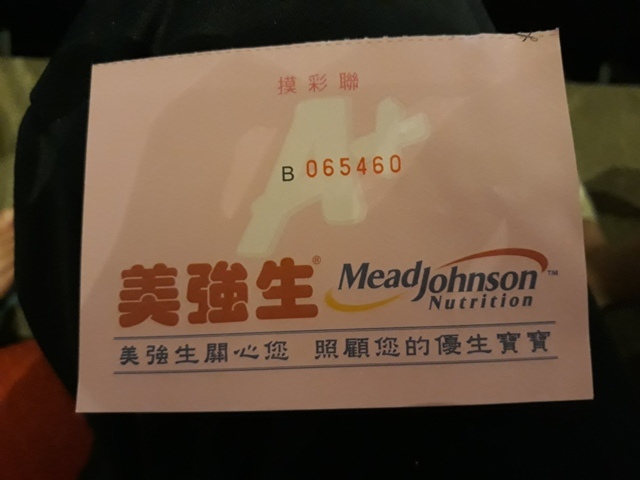 摸彩聯
A+
B 065460
美強生® MeadJohnson™
Nutrition
美強生關心您 照顧您的優生寶寶